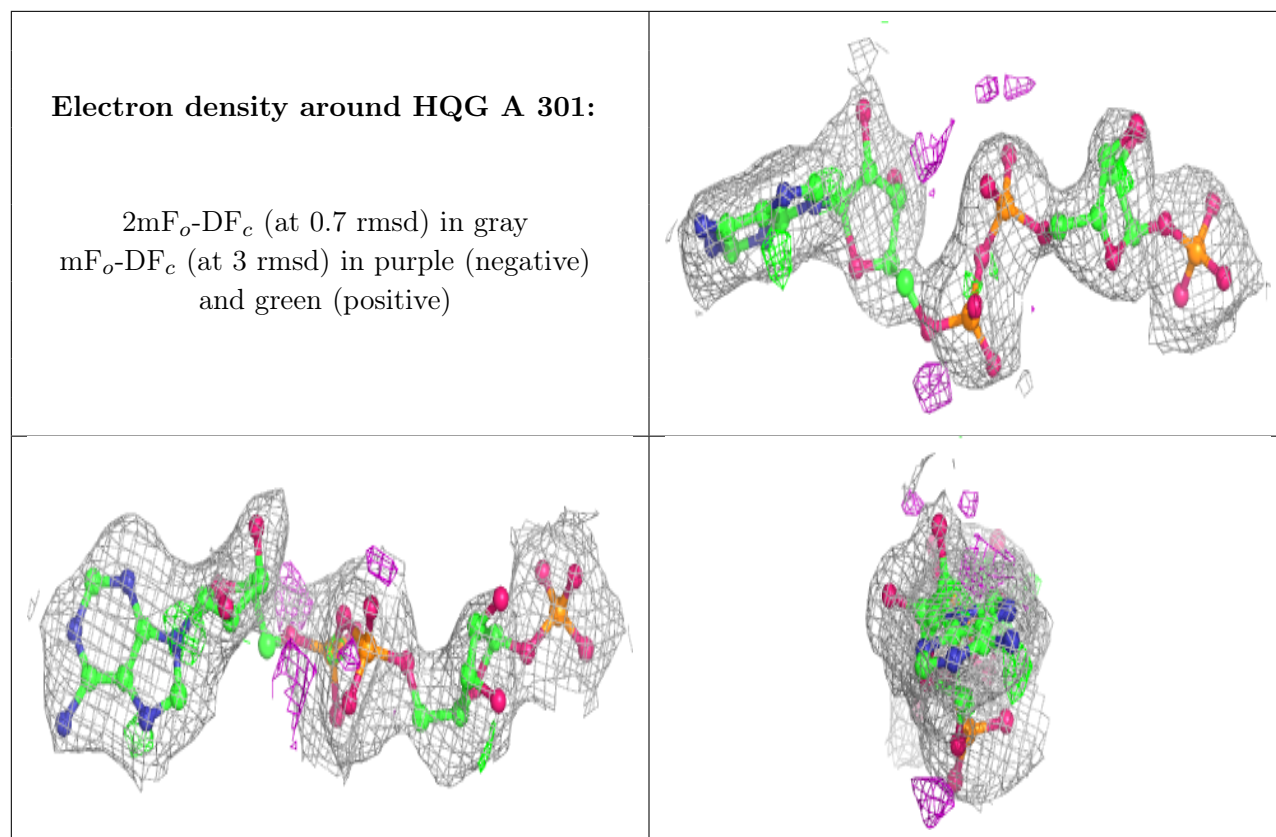 Electron density around HQG A 301:
2mFo-DFc (at 0.7 rmsd) in gray
mFo-DFc (at 3 rmsd) in purple (negative)
and green (positive)